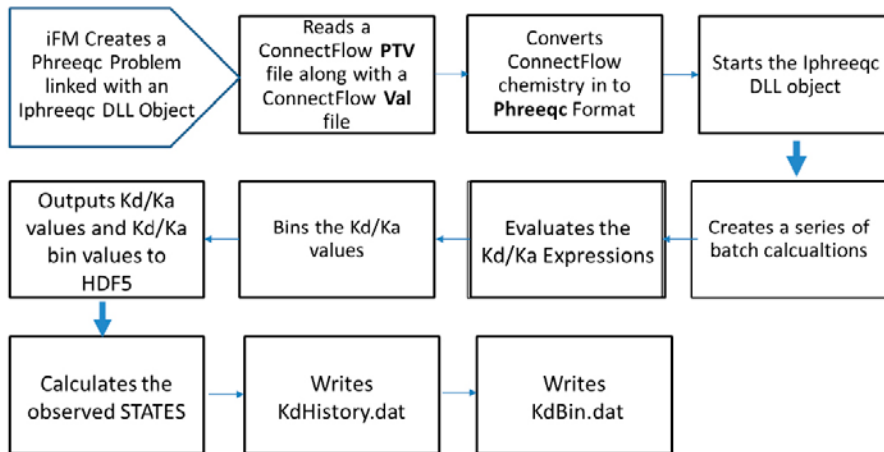 iFM Creates a
Phreeqc Problem
linked with an
Iphreeqc DLL Object
Reads a
ConnectFlow PTV
file along with a
ConnectFlow Val
file
Converts
ConnectFlow
chemistry in to
Phreeqc Format
Starts the Iphreeqc
DLL object
Creates a series of
batch calcualtions
Evaluates the
Kd/Ka Expressions
Bins the Kd/Ka
values
Outputs Kd/Ka
values and Kd/Ka
bin values to
HDF5
Calculates the
observed STATES
Writes
KdHistory.dat
Writes
KdBin.dat